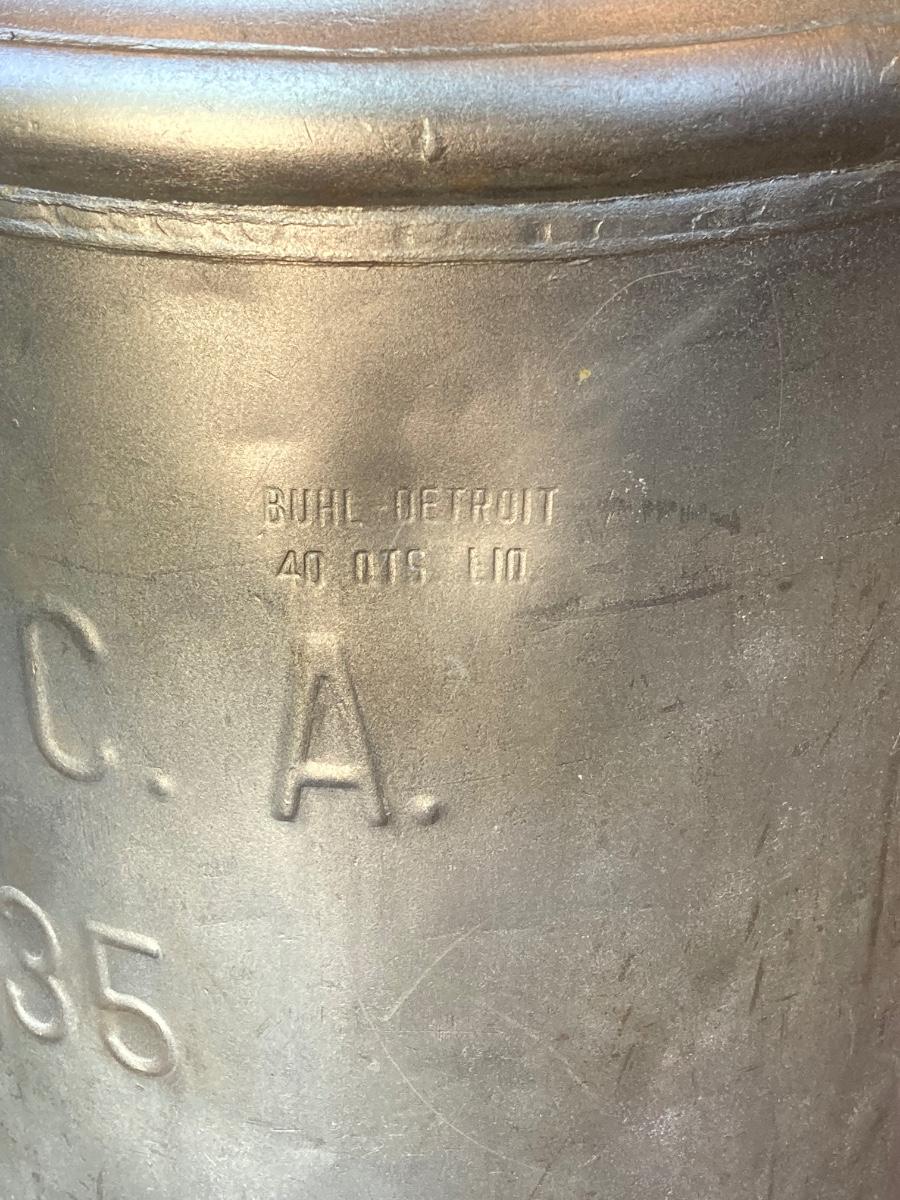 BUHL - DETROIT
40 QTS. LIQ.
C. A.
35